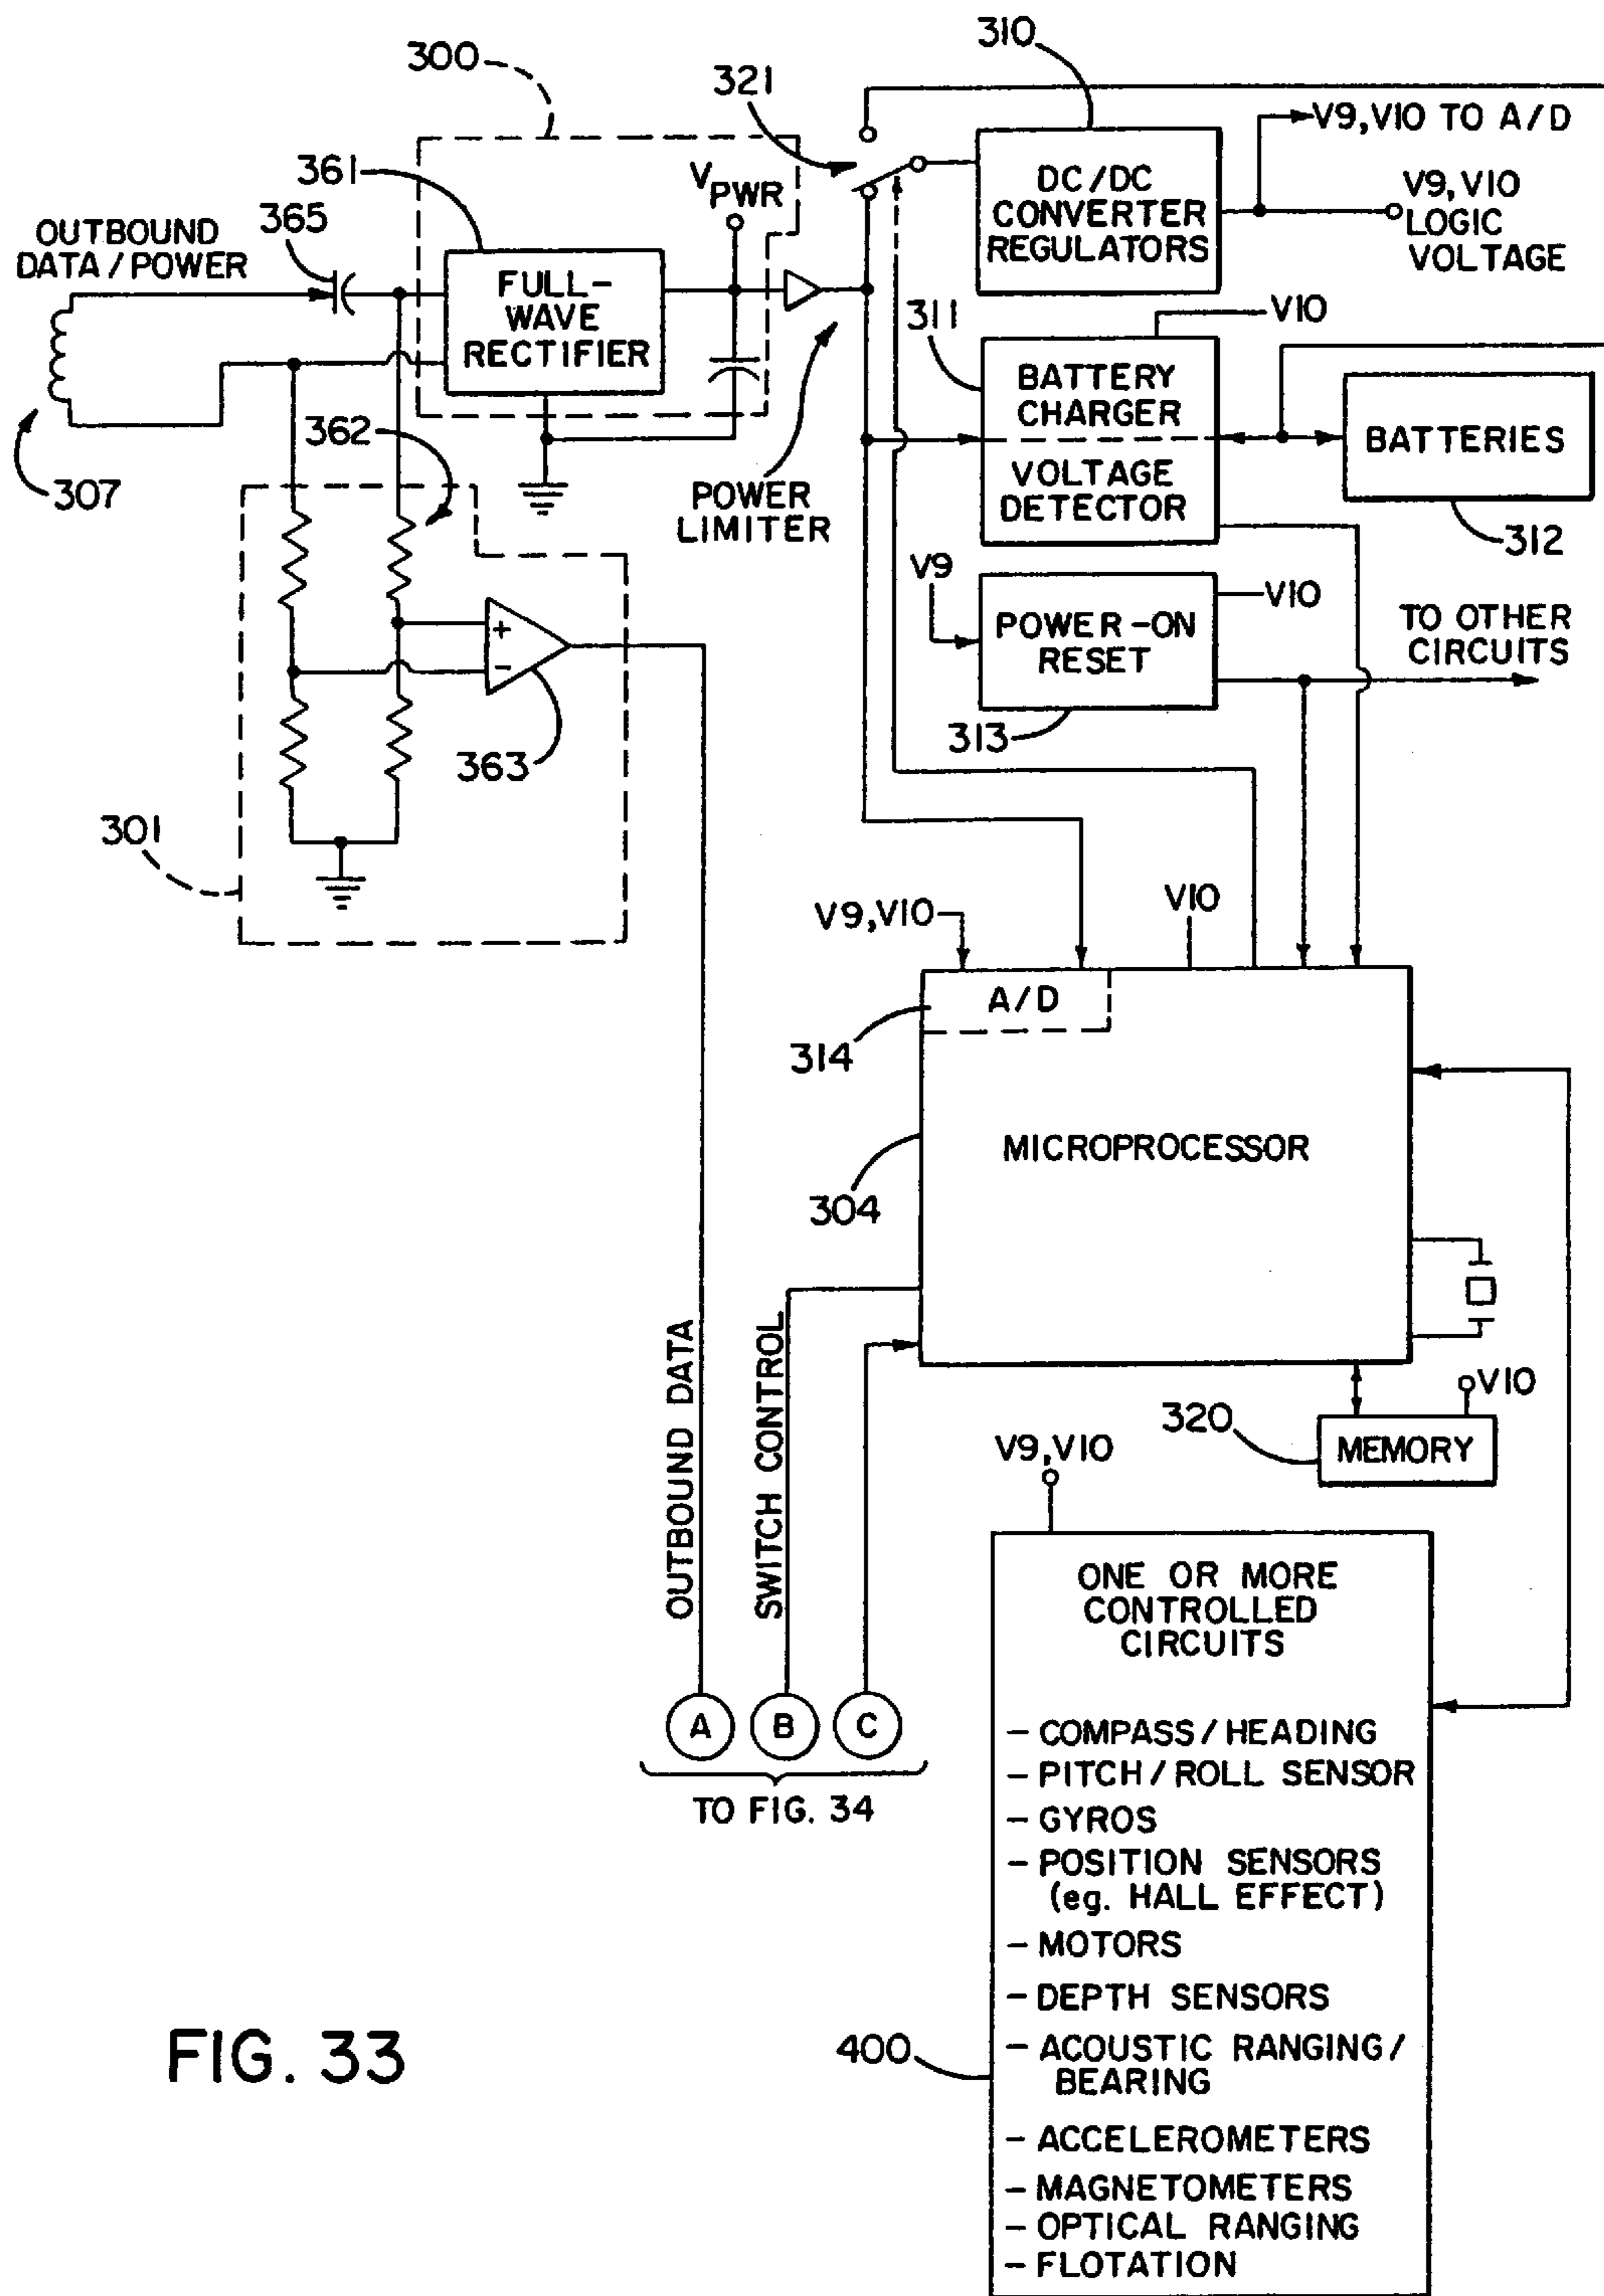 300
310
321
361
V PWR
V9,V10 TO A/D
365
OUTBOUND
DATA/POWER
FULL-
WAVE
RECTIFIER
DC/DC
CONVERTER
REGULATORS
V9, V10
LOGIC
VOLTAGE
311
V10
BATTERY
CHARGER
VOLTAGE
DETECTOR
BATTERIES
312
362
307
POWER
LIMITER
V9
POWER-ON
RESET
V10
TO OTHER
CIRCUITS
313
+
-
363
301
V9,V10
V10
A/D
314
MICROPROCESSOR
304
OUTBOUND DATA
SWITCH CONTROL
V10
320
MEMORY
V9,V10
A
B
C
TO FIG. 34
ONE OR MORE
CONTROLLED
CIRCUITS
- COMPASS/HEADING
- PITCH/ROLL SENSOR
- GYROS
- POSITION SENSORS
(eg. HALL EFFECT)
- MOTORS
- DEPTH SENSORS
- ACOUSTIC RANGING/
BEARING
- ACCELEROMETERS
- MAGNETOMETERS
- OPTICAL RANGING
- FLOTATION
400
FIG. 33